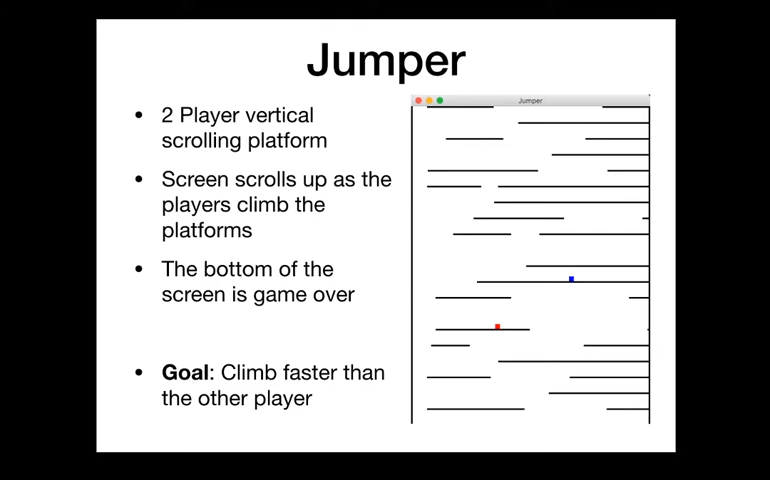 Jumper
• 2 Player vertical
scrolling platform
• Screen scrolls up as the
players climb the
platforms
• The bottom of the
screen is game over
• Goal: Climb faster than
the other player
Jumper